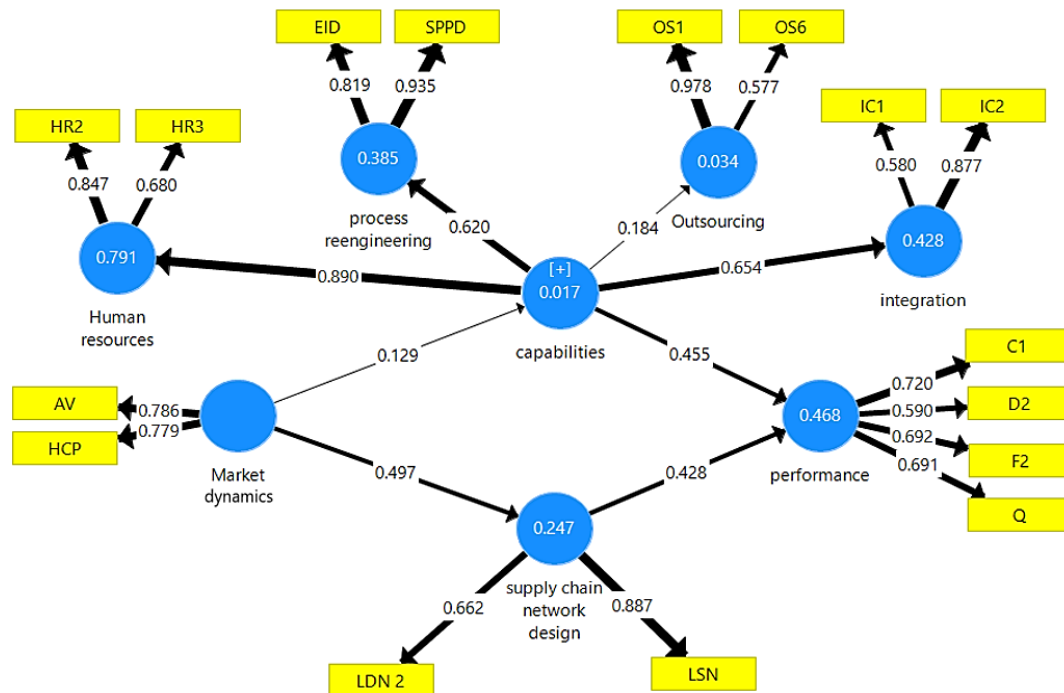 EID
SPPD
OS1
OS6
0.819
0.935
0.978
0.577
HR2
HR3
IC1
IC2
0.847
0.680
0.385
0.034
0.580
0.877
process
reengineering
Outsourcing
0.791
0.620
0.184
0.428
Human
resources
0.890
[+]
0.017
0.654
integration
capabilities
0.129
0.455
C1
AV
0.786
0.720
D2
HCP
0.779
0.468
0.590
0.692
F2
0.691
Market
dynamics
0.497
0.428
performance
Q
0.247
0.662
supply chain
network
design
0.887
LDN 2
LSN